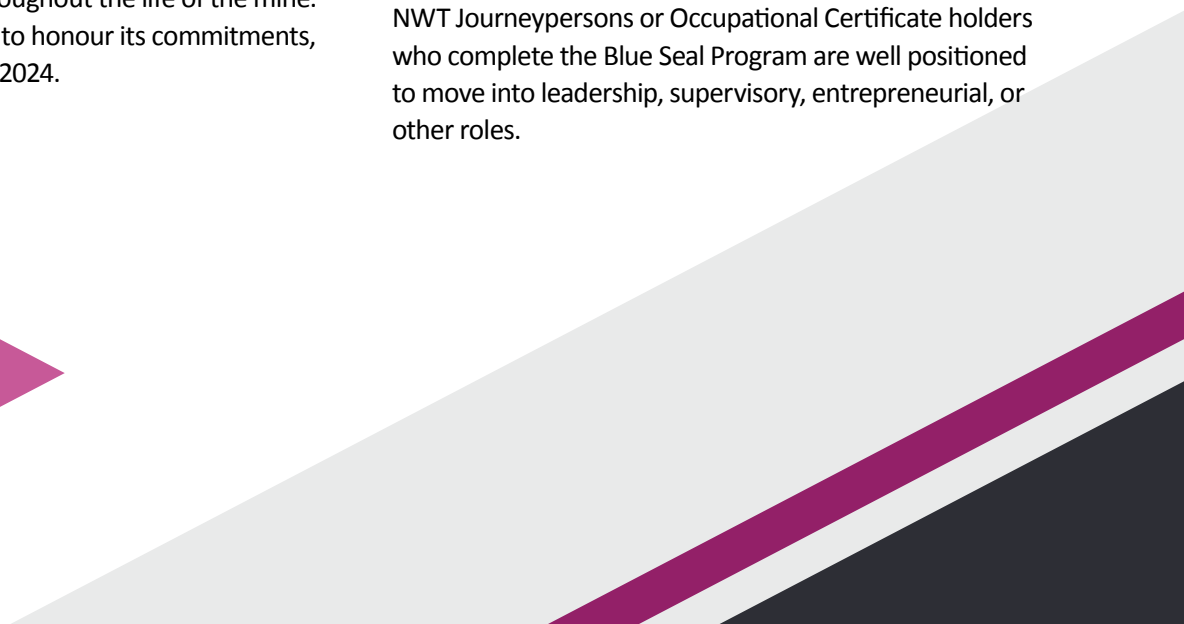 the life of the mine.
to honour its commitments,
2024.
NWT Journeypersons or Occupational Certificate holders
who complete the Blue Seal Program are well positioned
to move into leadership, supervisory, entrepreneurial, or
other roles.